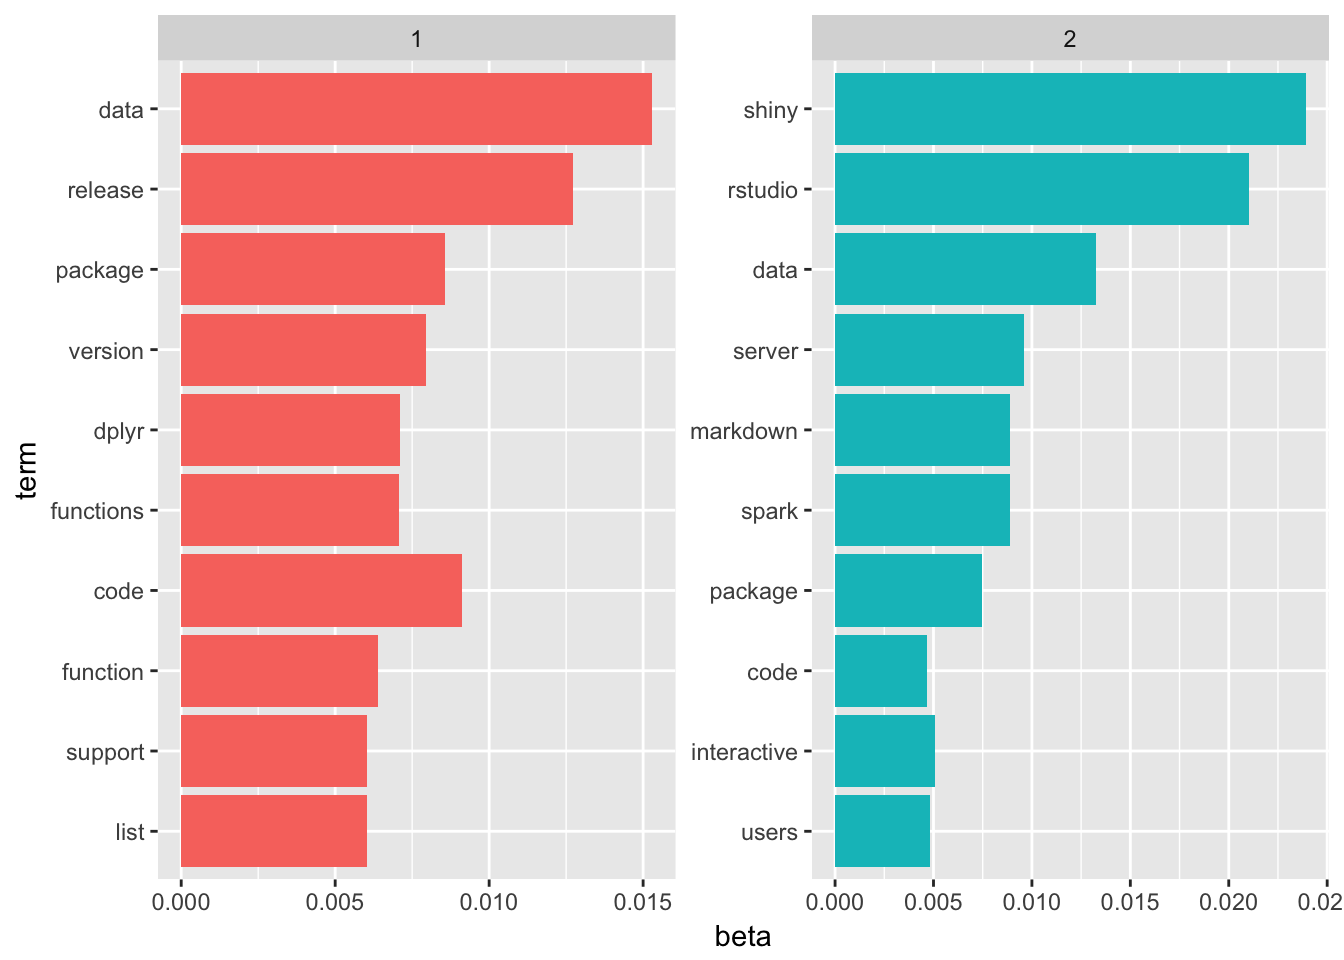 1
2
term
data
release
package
version
dplyr
functions
code
function
support
list
shiny
rstudio
data
server
markdown
spark
package
code
interactive
users
0.000 0.005 0.010 0.015
0.000 0.005 0.010 0.015 0.020 0.02
beta